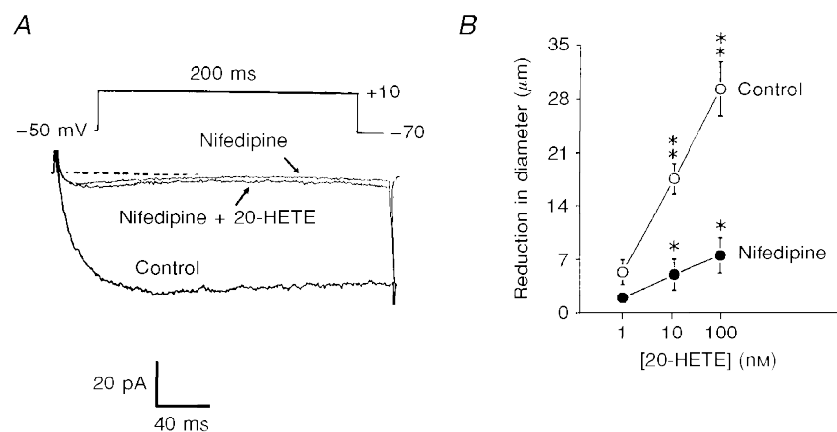 A
200 ms
+10
−50 mV
−70
Nifedipine
Nifedipine + 20-HETE
Control
20 pA
40 ms
B
Reduction in diameter (μm)
35
28
21
14
7
0
**
**
*
*
Control
Nifedipine
1 10 100
[20-HETE] (nM)